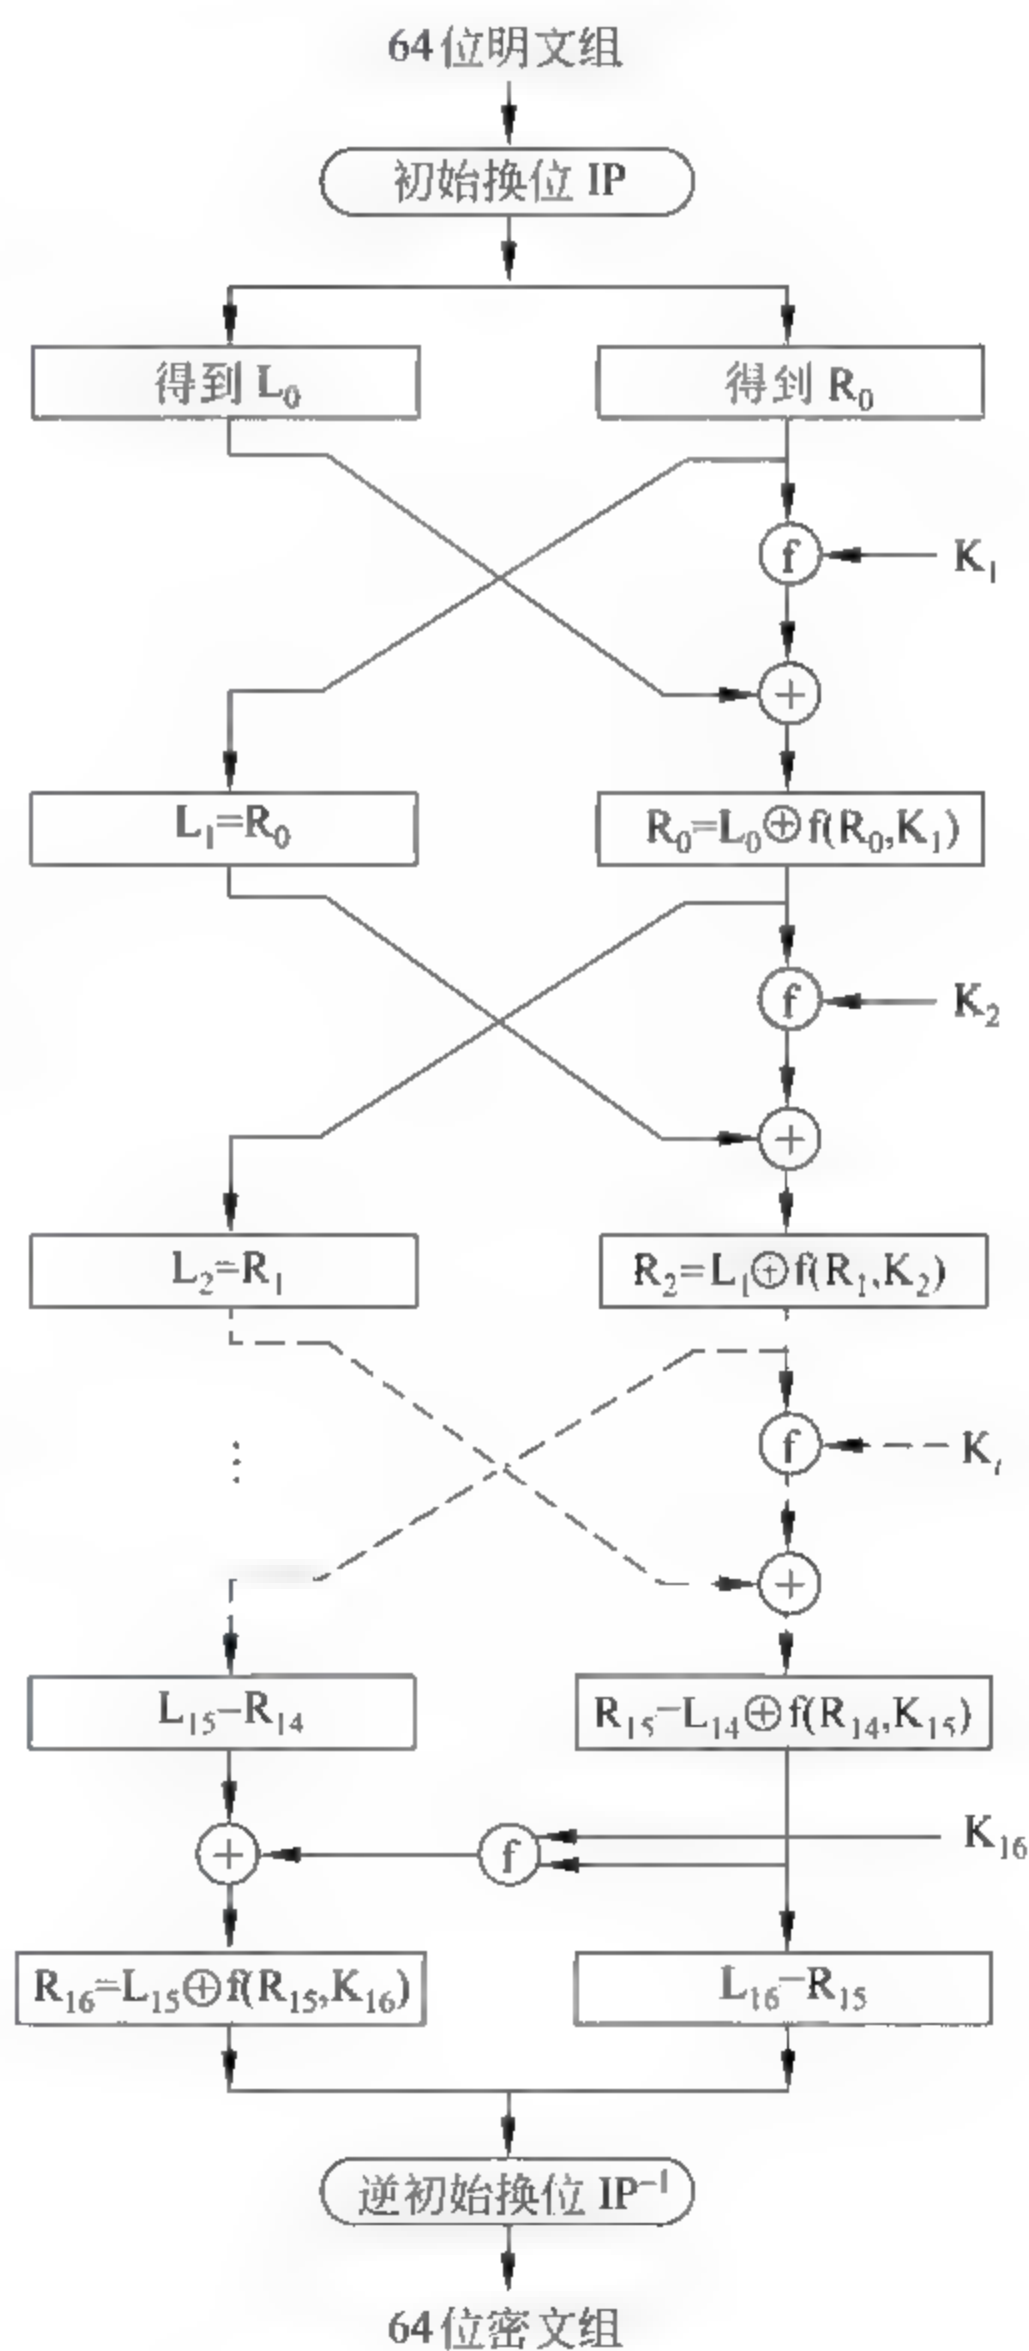 64位明文组
初始换位 IP
得到 L₀
得到 R₀
f
K₁
+
L₁=R₀
R₀=L₀⊕f(R₀,K₁)
f
K₂
+
L₂=R₁
R₂=L₁⊕f(R₁,K₂)
⋮
f
Kᵢ
+
L₁₅–R₁₄
R₁₅–L₁₄⊕f(R₁₄,K₁₅)
K₁₆
+
f
R₁₆=L₁₅⊕f(R₁₅,K₁₆)
L₁₆–R₁₅
逆初始换位 IP⁻¹
64位密文组